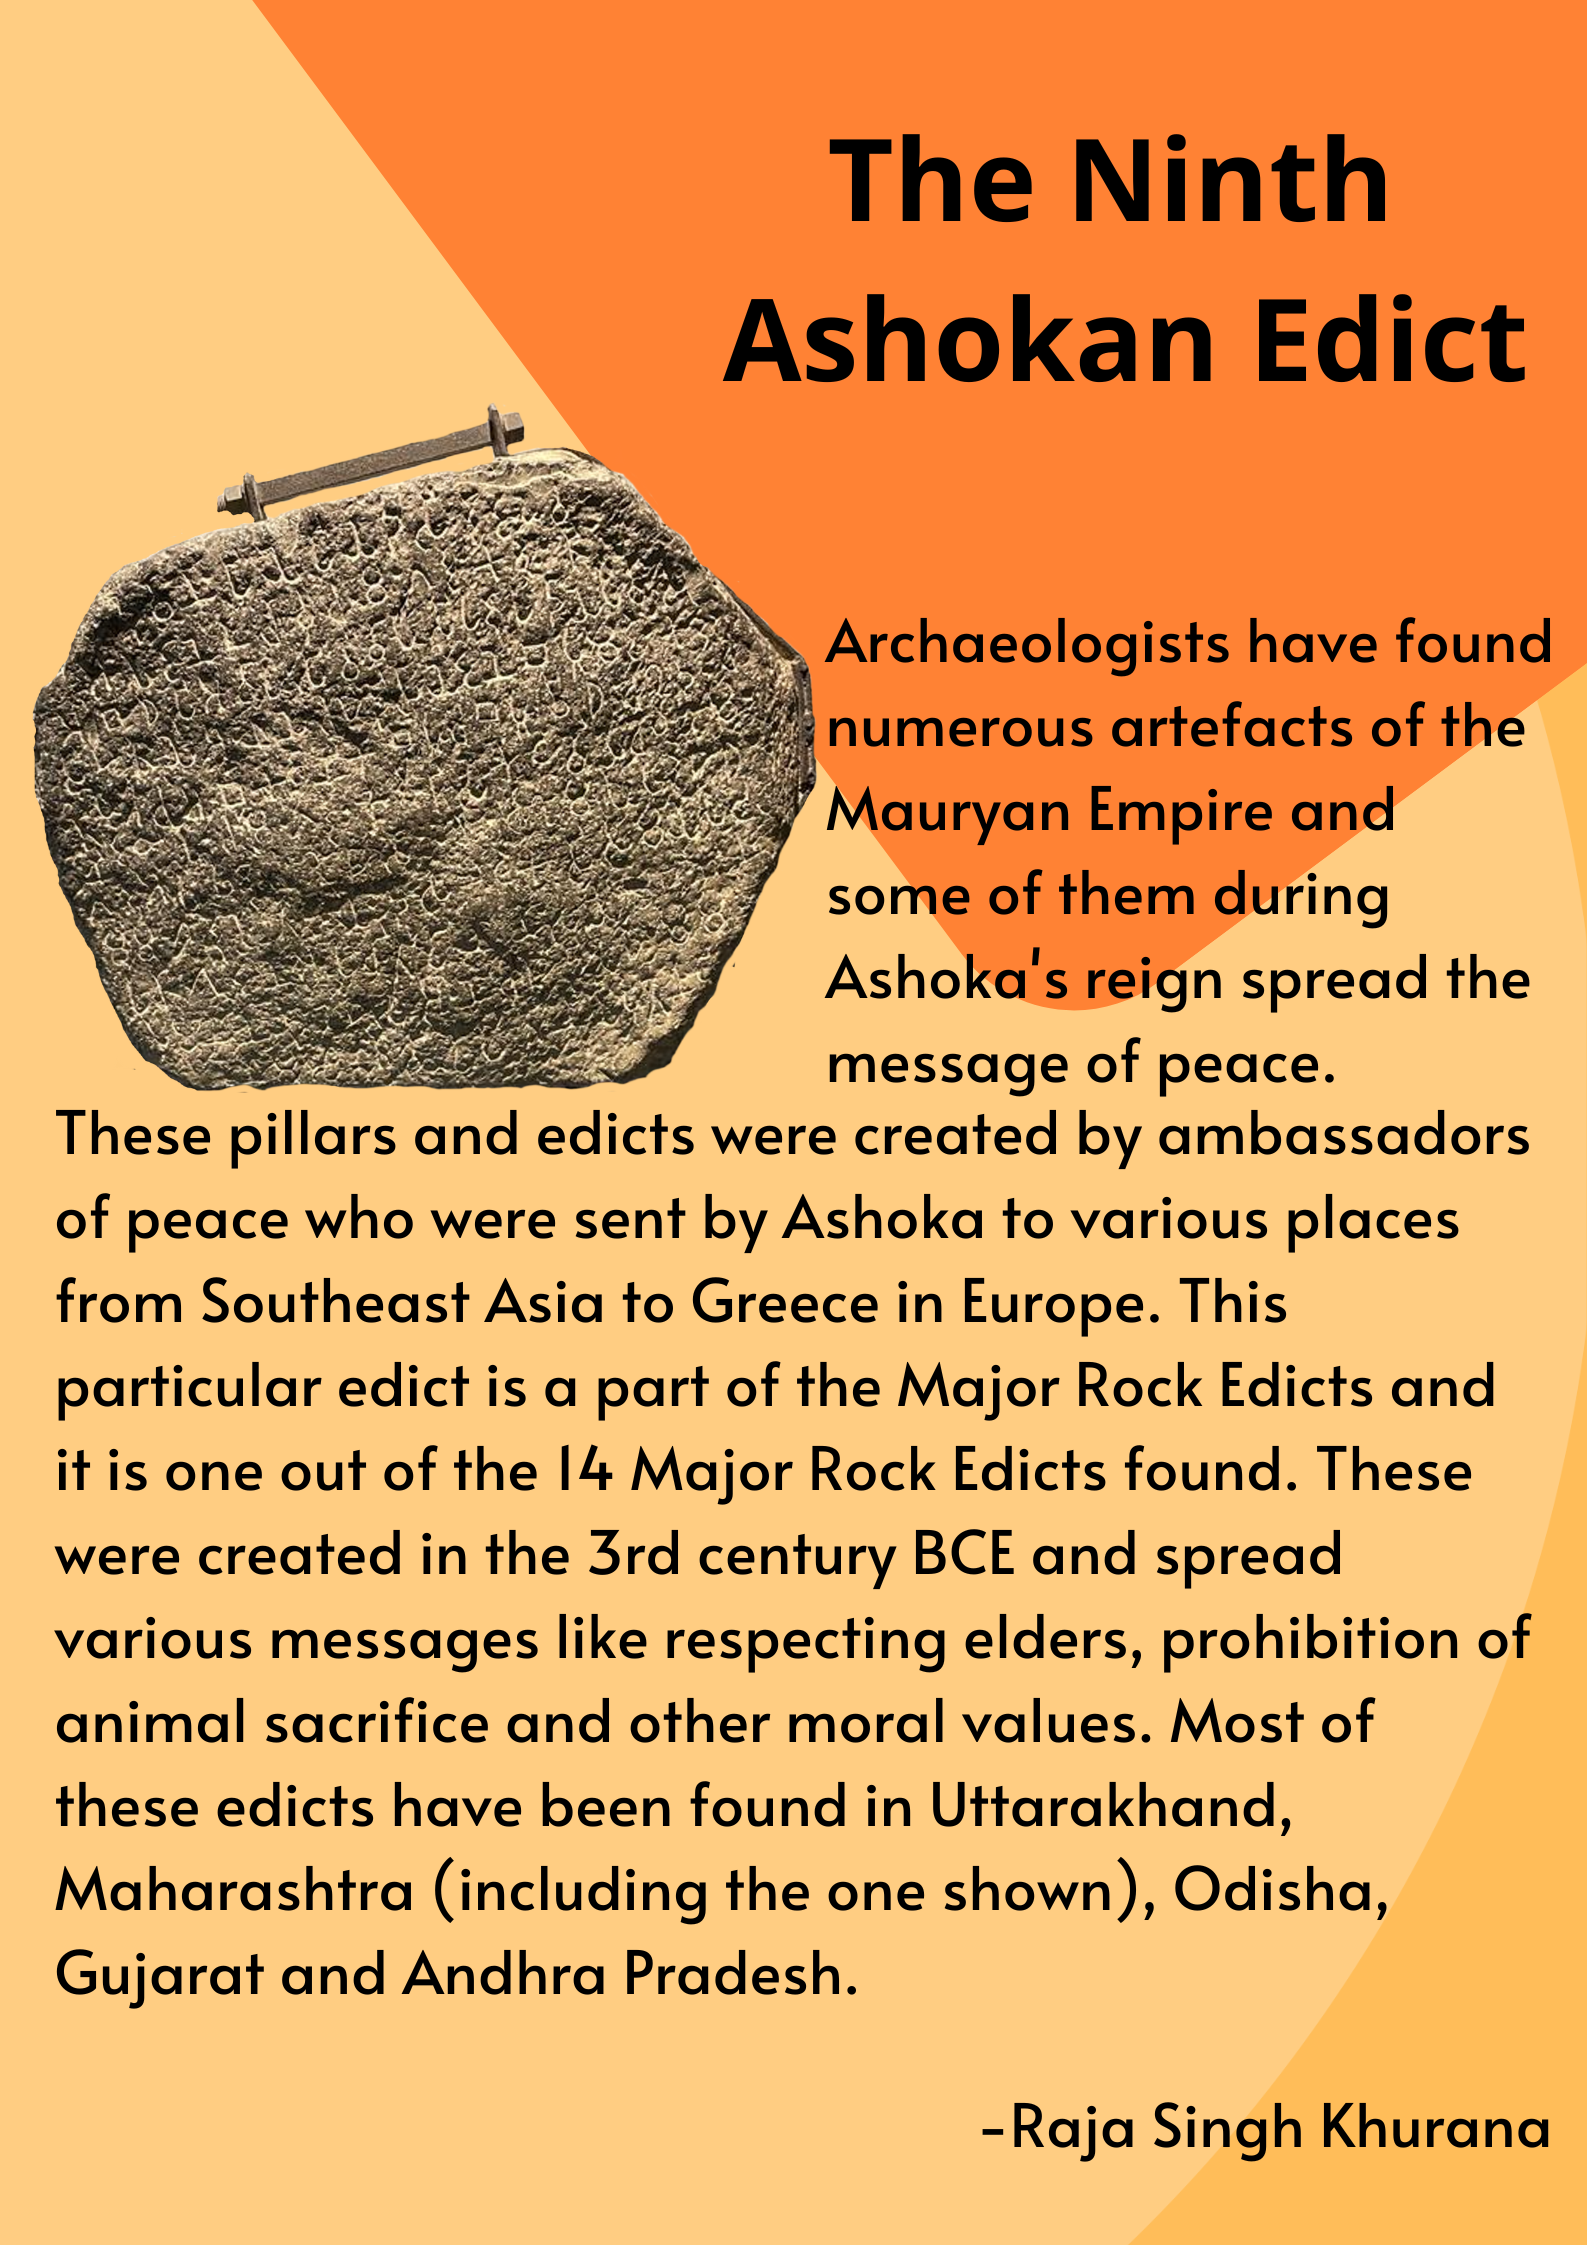 The Ninth
Ashokan Edict
Archaeologists have found
numerous artefacts of the
Mauryan Empire and
some of them during
Ashoka's reign spread the
message of peace.
These pillars and edicts were created by ambassadors
of peace who were sent by Ashoka to various places
from Southeast Asia to Greece in Europe. This
particular edict is a part of the Major Rock Edicts and
it is one out of the 14 Major Rock Edicts found. These
were created in the 3rd century BCE and spread
various messages like respecting elders, prohibition of
animal sacrifice and other moral values. Most of
these edicts have been found in Uttarakhand,
Maharashtra (including the one shown), Odisha,
Gujarat and Andhra Pradesh.
-Raja Singh Khurana